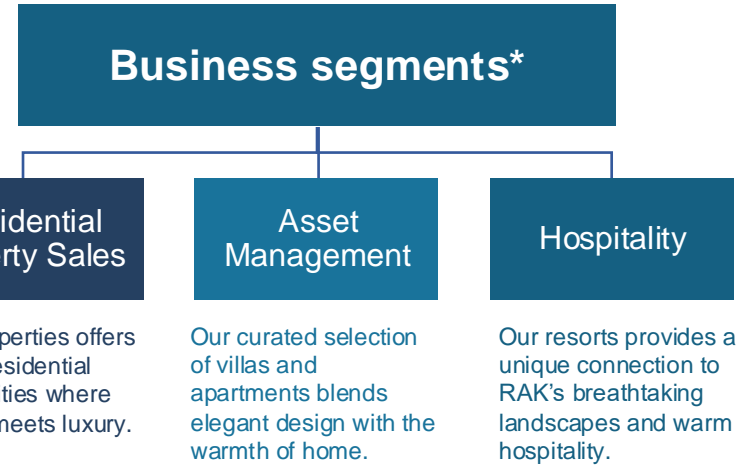 Business segments*
idential
erty Sales
Asset
Management
Hospitality
perties offers
esidential
ities where
meets luxury.
Our curated selection
of villas and
apartments blends
elegant design with the
warmth of home.
Our resorts provides a
unique connection to
RAK's breathtaking
landscapes and warm
hospitality.